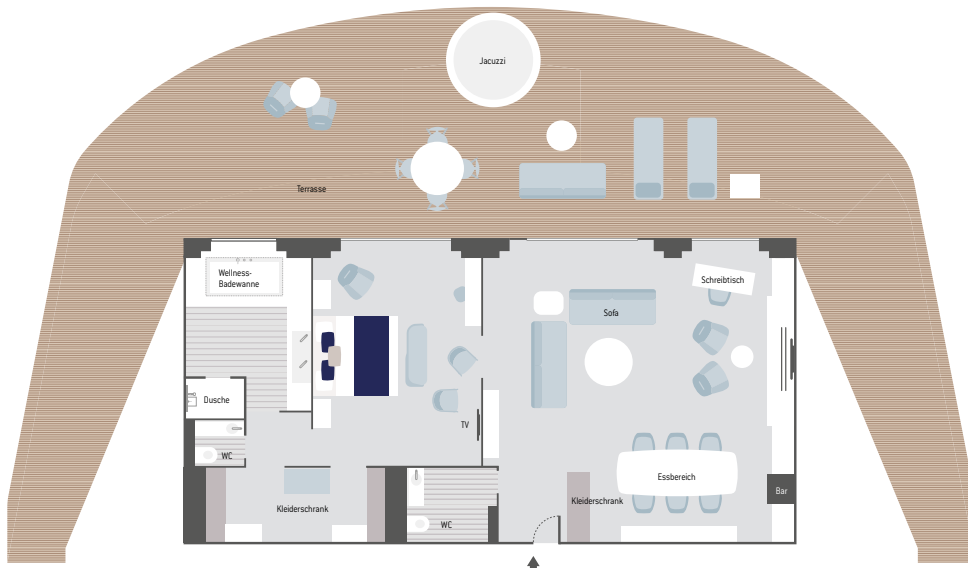 Jacuzzi
Terrasse
Wellness-
Badewanne
Schreibtisch
Sofa
Dusche
TV
WC
Essbereich
Bar
Kleiderschrank
Kleiderschrank
WC